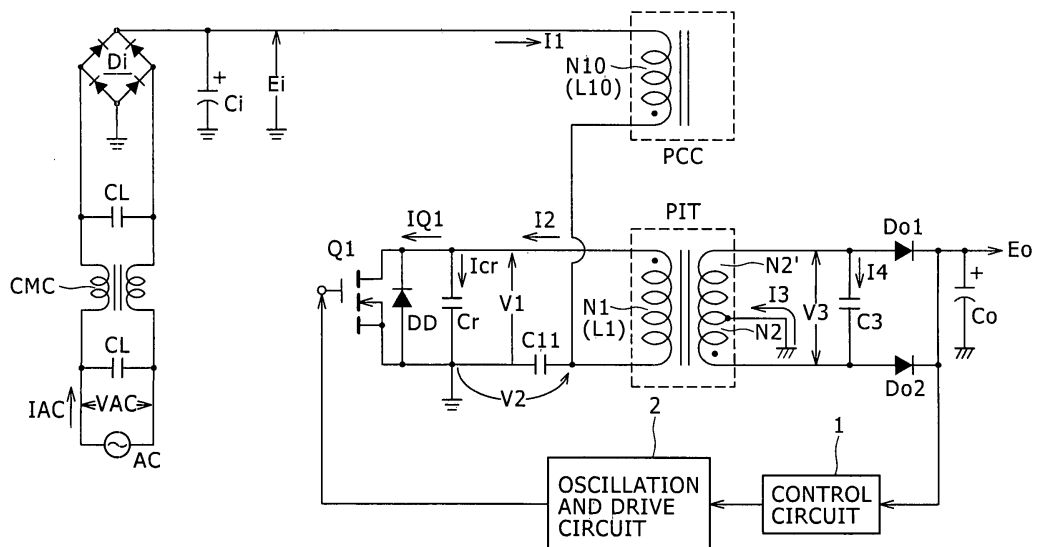 Di
+
Ci
Ei
I1
N10
(L10)
PCC
CL
CMC
CL
IAC
VAC
AC
PIT
IQ1
I2
Q1
Icr
DD
Cr
V1
C11
V2
N1
(L1)
N2'
I3
N2
V3
I4
C3
Do1
Do2
Eo
+
Co
2
1
OSCILLATION
AND DRIVE
CIRCUIT
CONTROL
CIRCUIT